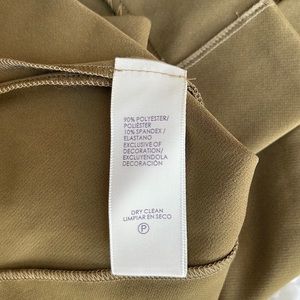 90% POLYESTER/
POLIÉSTER
10% SPANDEX /
ELASTANO
EXCLUSIVE OF
DECORATION/
EXCLUYENDOLA
DECORACIÓN
DRY CLEAN
LIMPIAR EN SECO
P